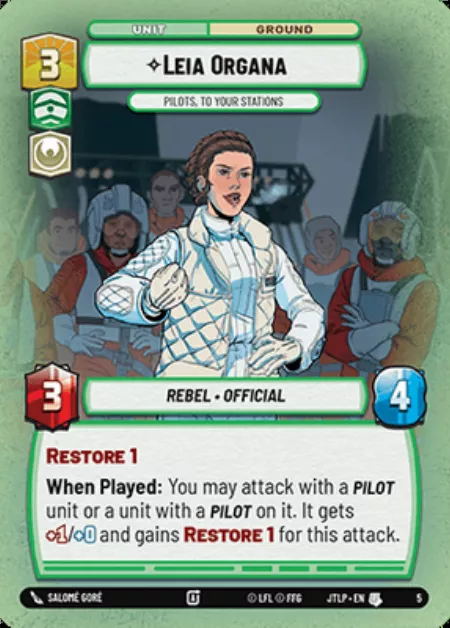 UNIT GROUND
3
LEIA ORGANA
PILOTS, TO YOUR STATIONS
3
REBEL • OFFICIAL
4
RESTORE 1
When Played: You may attack with a PILOT
unit or a unit with a PILOT on it. It gets
+1/+0 and gains RESTORE 1 for this attack.
SALOMÉ GORÉ
© LFL © FFG
JTLP • EN
5